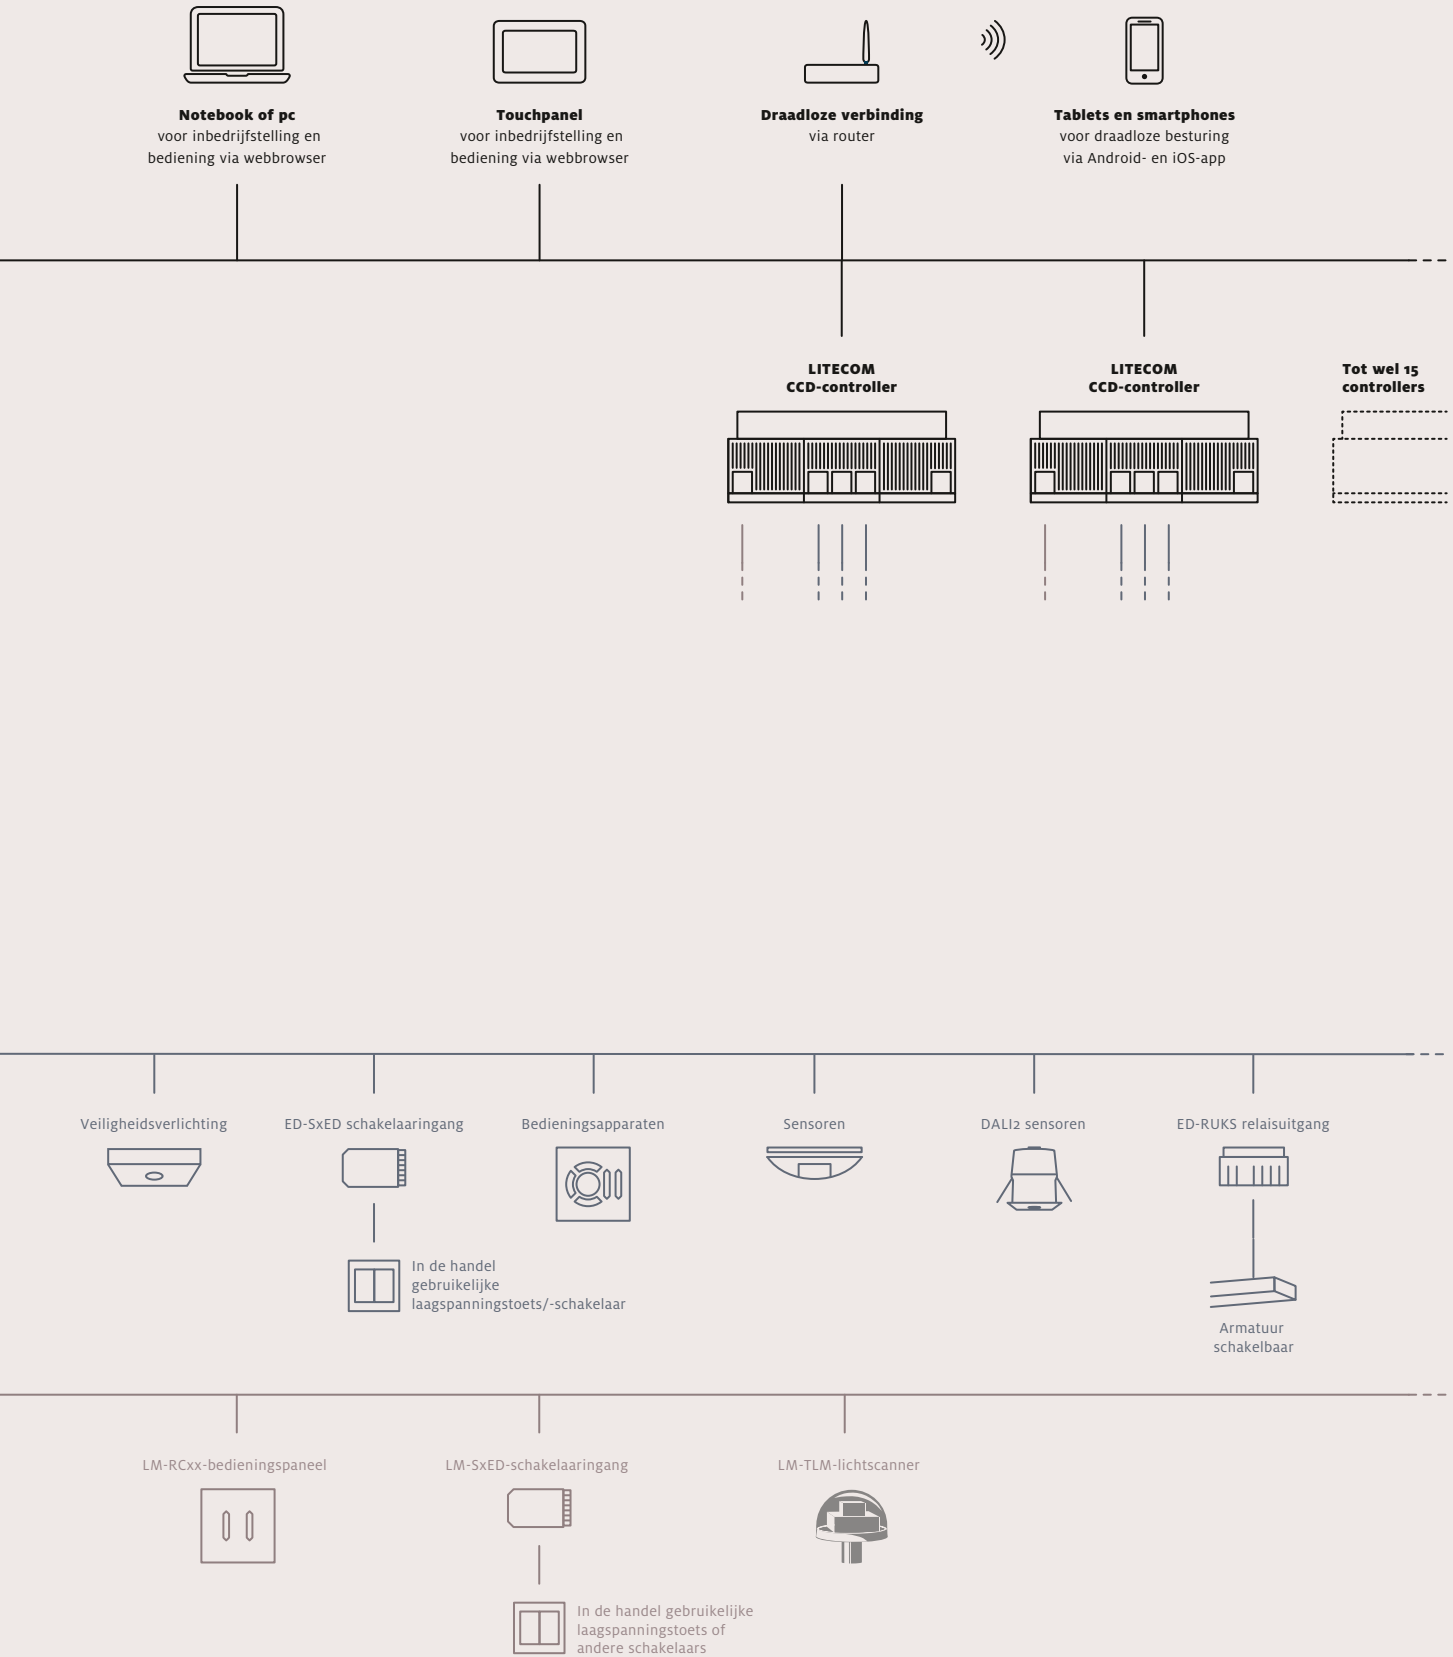 Notebook of pc
voor inbedrijfstelling en
bediening via webbrowser
Touchpanel
voor inbedrijfstelling en
bediening via webbrowser
Draadloze verbinding
via router
Tablets en smartphones
voor draadloze besturing
via Android- en iOS-app
LITECOM
CCD-controller
LITECOM
CCD-controller
Tot wel 15
controllers
Veiligheidsverlichting
ED-SxED schakelaaringang
In de handel
gebruikelijke
laagspanningstoets/-schakelaar
Bedieningsapparaten
Sensoren
DALI2 sensoren
ED-RUKS relaisuitgang
Armatuur
schakelbaar
LM-RCxx-bedieningspaneel
LM-SxED-schakelaaringang
In de handel gebruikelijke
laagspanningstoets of
andere schakelaars
LM-TLM-lichtscanner